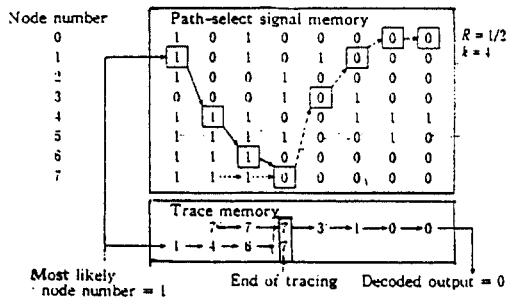 Node number Path-select signal memory
0 1 0 1 0 0 0 0 R = 1/2
1 1 0 1 0 1 0 0 0 k = 4
2 1 0 0 1 0 0 0 0
3 0 0 0 1 0 1 0 0
4 1 1 1 0 0 1 1 1
5 1 1 1 1 0 0 1 0
6 1 1 1 0 0 0 0 0
7 1 1 1 0 0 0 0 0
Trace memory
7 7 7 3 1 0 0
1 4 6 7
Most likely
node number = 1
End of tracing
Decoded output = 0